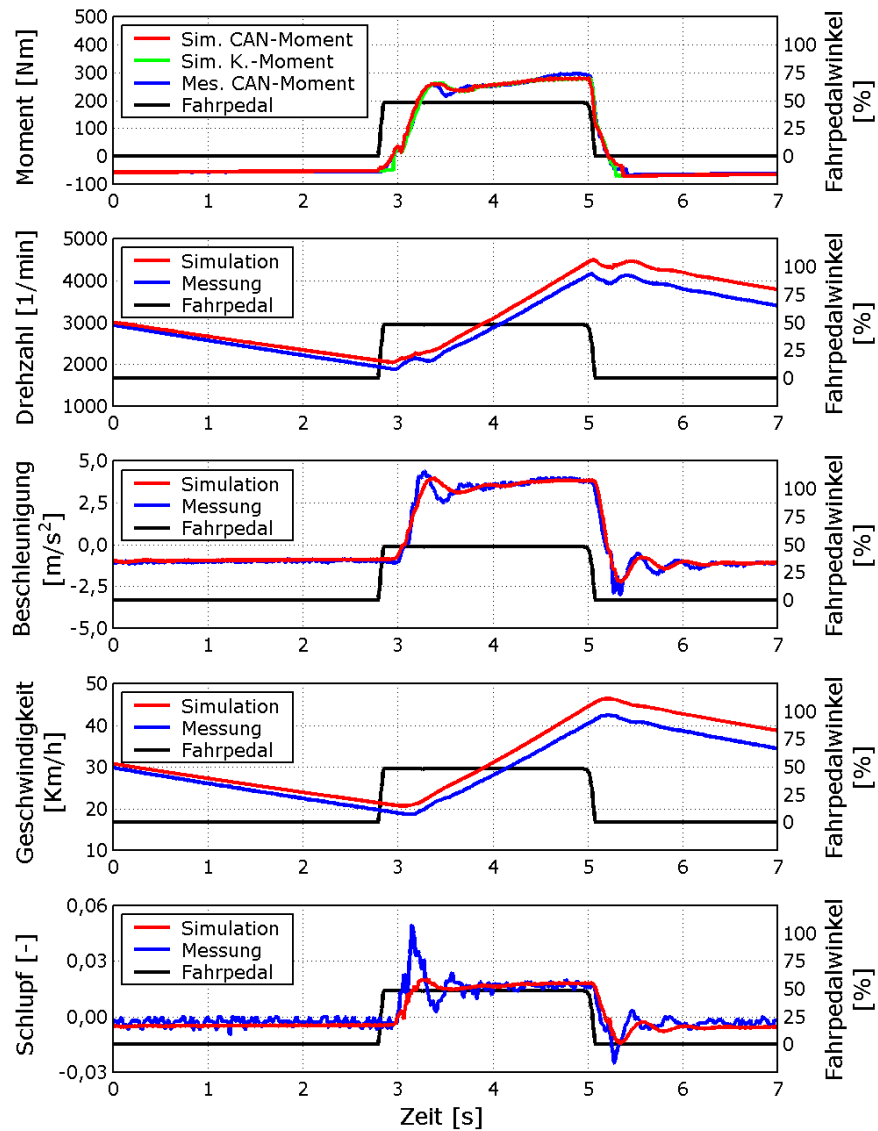 Moment [Nm]
500
400
300
200
100
0
-100
Sim. CAN-Moment
Sim. K.-Moment
Mes. CAN-Moment
Fahrpedal
100
75
50
25
0
Fahrpedalwinkel
[%]
0 1 2 3 4 5 6 7
Drehzahl [1/min]
5000
4000
3000
2000
1000
Simulation
Messung
Fahrpedal
100
75
50
25
0
Fahrpedalwinkel
[%]
0 1 2 3 4 5 6 7
Beschleunigung
[m/s²]
5,0
2,5
0,0
-2,5
-5,0
Simulation
Messung
Fahrpedal
100
75
50
25
0
Fahrpedalwinkel
[%]
0 1 2 3 4 5 6 7
Geschwindigkeit
[Km/h]
50
40
30
20
10
Simulation
Messung
Fahrpedal
100
75
50
25
0
Fahrpedalwinkel
[%]
0 1 2 3 4 5 6 7
Schlupf [-]
0,06
0,03
0,00
-0,03
Simulation
Messung
Fahrpedal
100
75
50
25
0
Fahrpedalwinkel
[%]
0 1 2 3 4 5 6 7
Zeit [s]